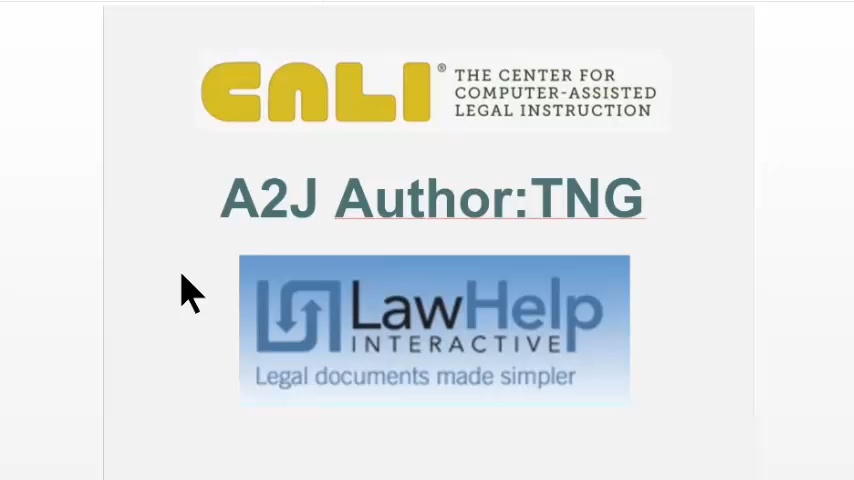 CALI® THE CENTER FOR
COMPUTER-ASSISTED
LEGAL INSTRUCTION
A2J Author:TNG
LawHelp
INTERACTIVE
Legal documents made simpler